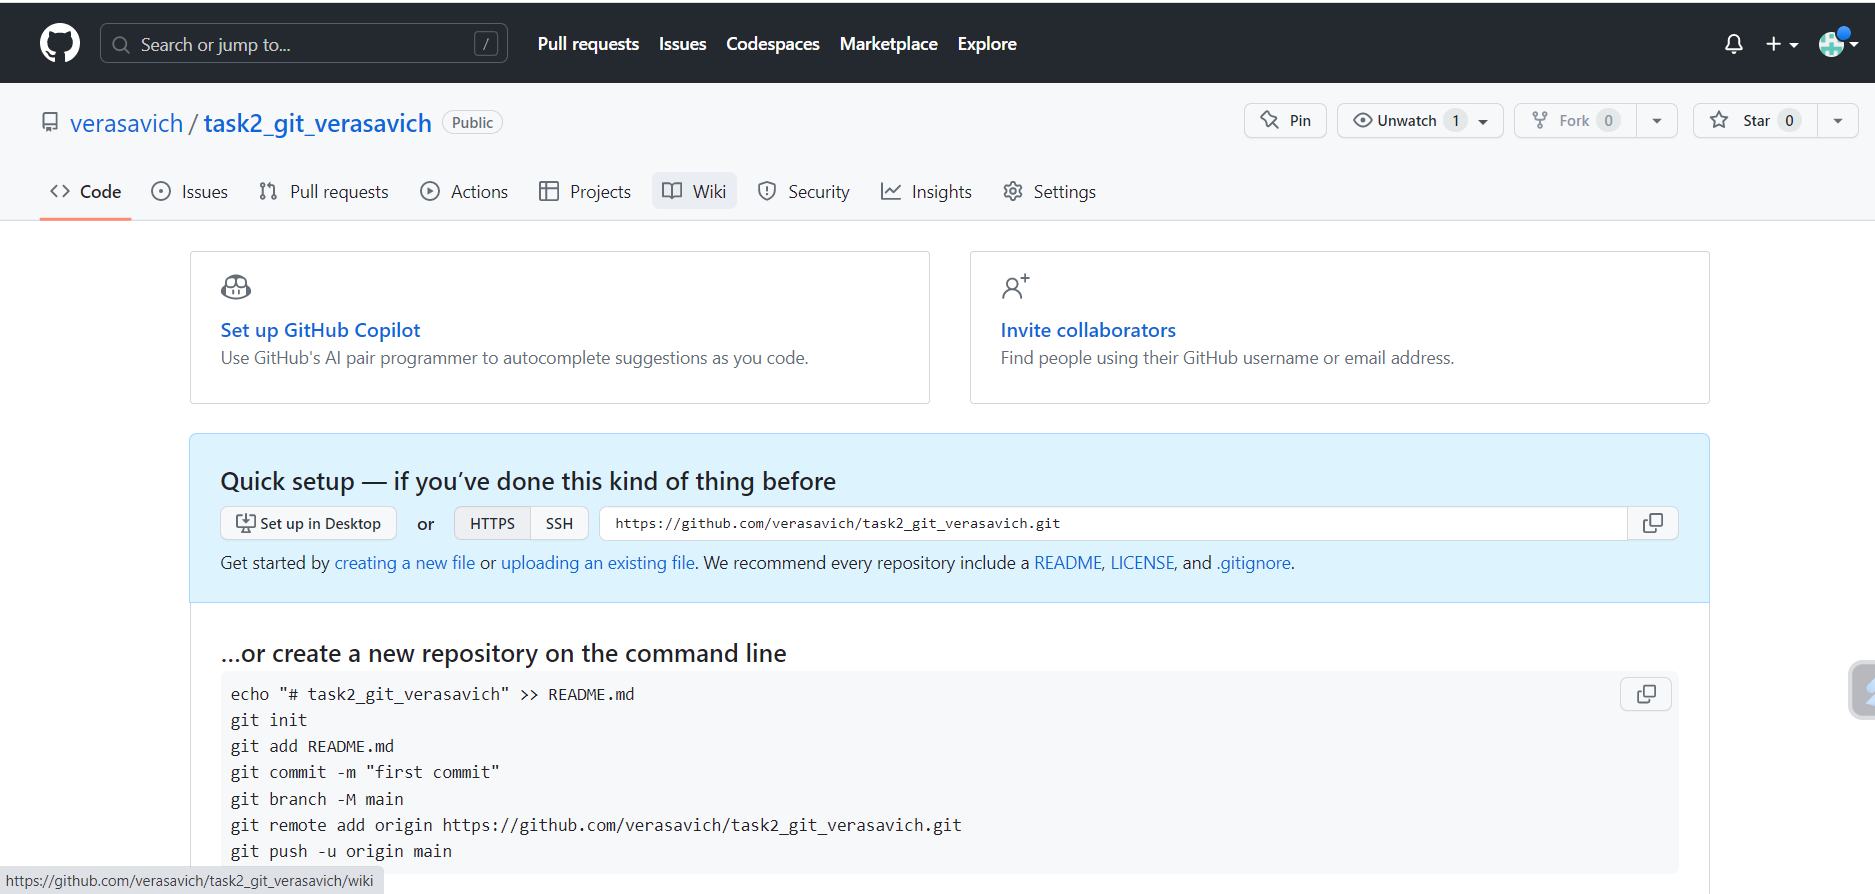 Search or jump to... / Pull requests Issues Codespaces Marketplace Explore
verasavich / task2_git_verasavich Public Pin Unwatch 1 Fork 0 Star 0
Code Issues Pull requests Actions Projects Wiki Security Insights Settings
Set up GitHub Copilot
Use GitHub's AI pair programmer to autocomplete suggestions as you code.
Invite collaborators
Find people using their GitHub username or email address.
Quick setup — if you’ve done this kind of thing before
Set up in Desktop or HTTPS SSH https://github.com/verasavich/task2_git_verasavich.git
Get started by creating a new file or uploading an existing file. We recommend every repository include a README, LICENSE, and .gitignore.
…or create a new repository on the command line
echo "# task2_git_verasavich" >> README.md
git init
git add README.md
git commit -m "first commit"
git branch -M main
git remote add origin https://github.com/verasavich/task2_git_verasavich.git
git push -u origin main
https://github.com/verasavich/task2_git_verasavich/wiki